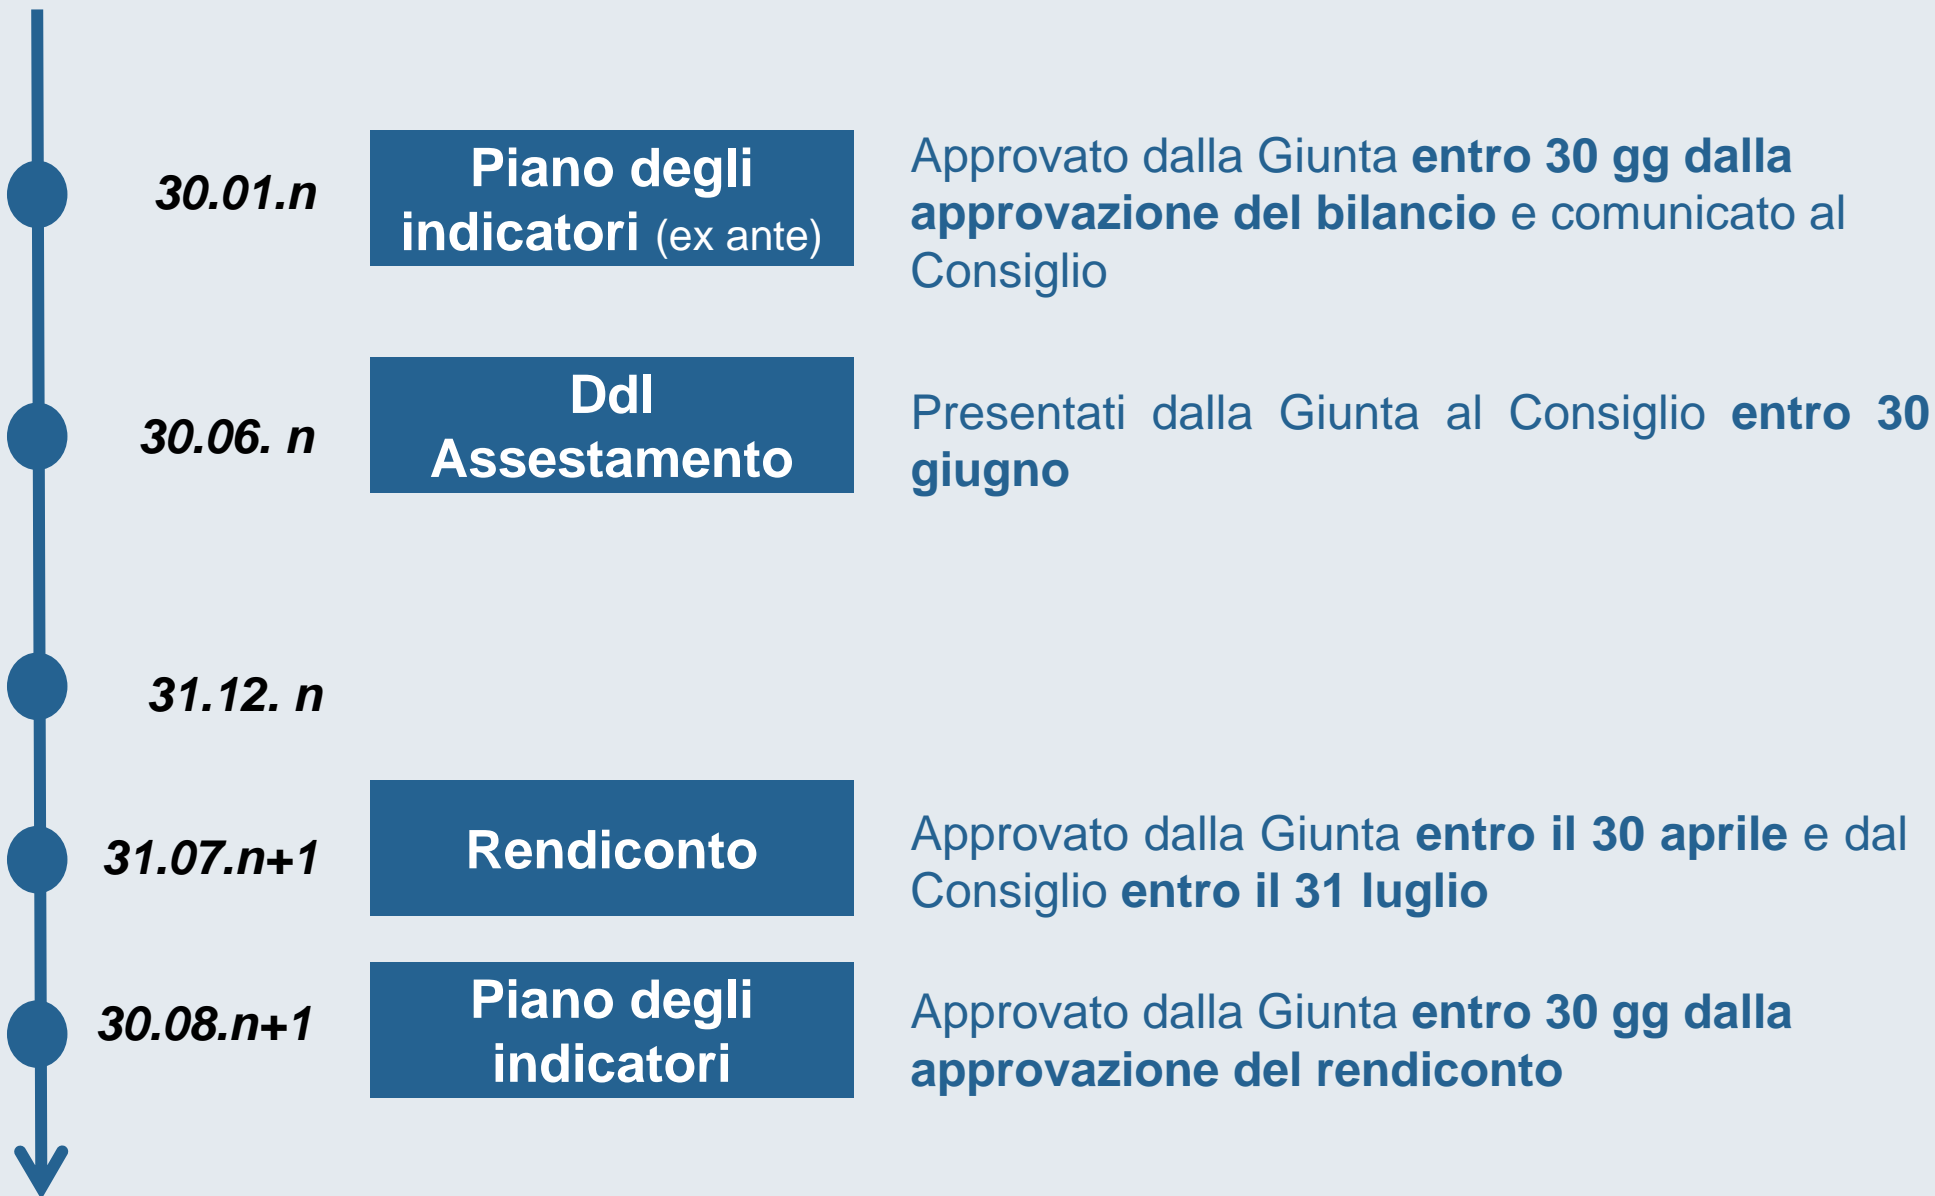 30.01.n
Piano degli
indicatori (ex ante)
Approvato dalla Giunta entro 30 gg dalla
approvazione del bilancio e comunicato al
Consiglio
30.06. n
Ddl
Assestamento
Presentati dalla Giunta al Consiglio entro 30
giugno
31.12. n
31.07.n+1
Rendiconto
Approvato dalla Giunta entro il 30 aprile e dal
Consiglio entro il 31 luglio
30.08.n+1
Piano degli
indicatori
Approvato dalla Giunta entro 30 gg dalla
approvazione del rendiconto